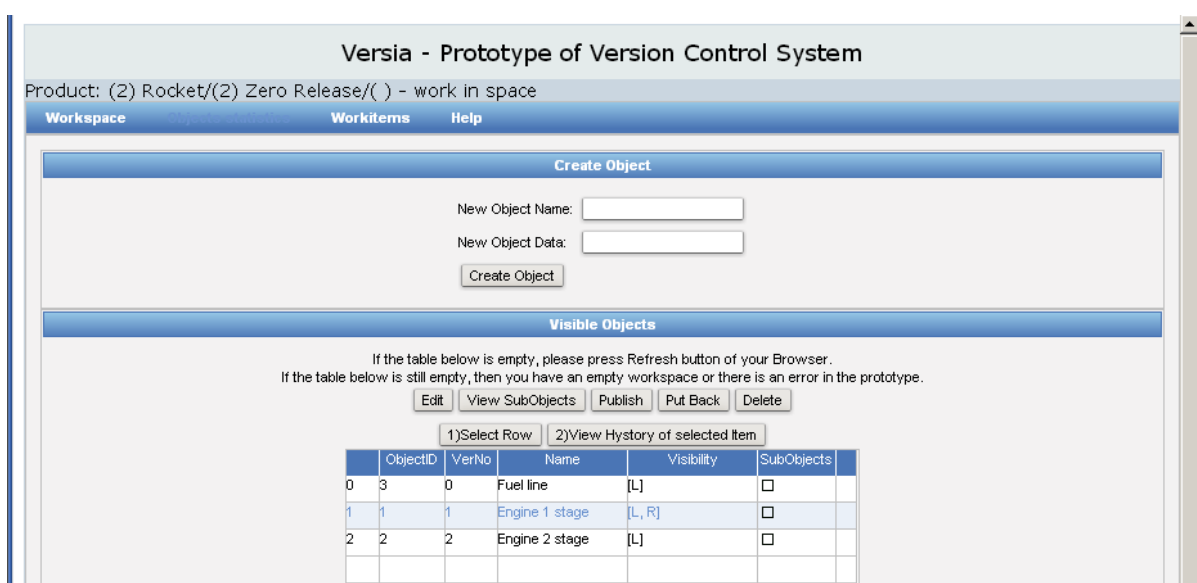 Versia - Prototype of Version Control System
Product: (2) Rocket/(2) Zero Release/( ) - work in space
Workspace Objects statistics Workitems Help
Create Object
New Object Name:
New Object Data:
Create Object
Visible Objects
If the table below is empty, please press Refresh button of your Browser.
If the table below is still empty, then you have an empty workspace or there is an error in the prototype.
Edit View SubObjects Publish Put Back Delete
1)Select Row 2)View Hystory of selected Item
ObjectID VerNo Name Visibility SubObjects
0 3 0 Fuel line [L]
1 1 1 Engine 1 stage [L, R]
2 2 2 Engine 2 stage [L]